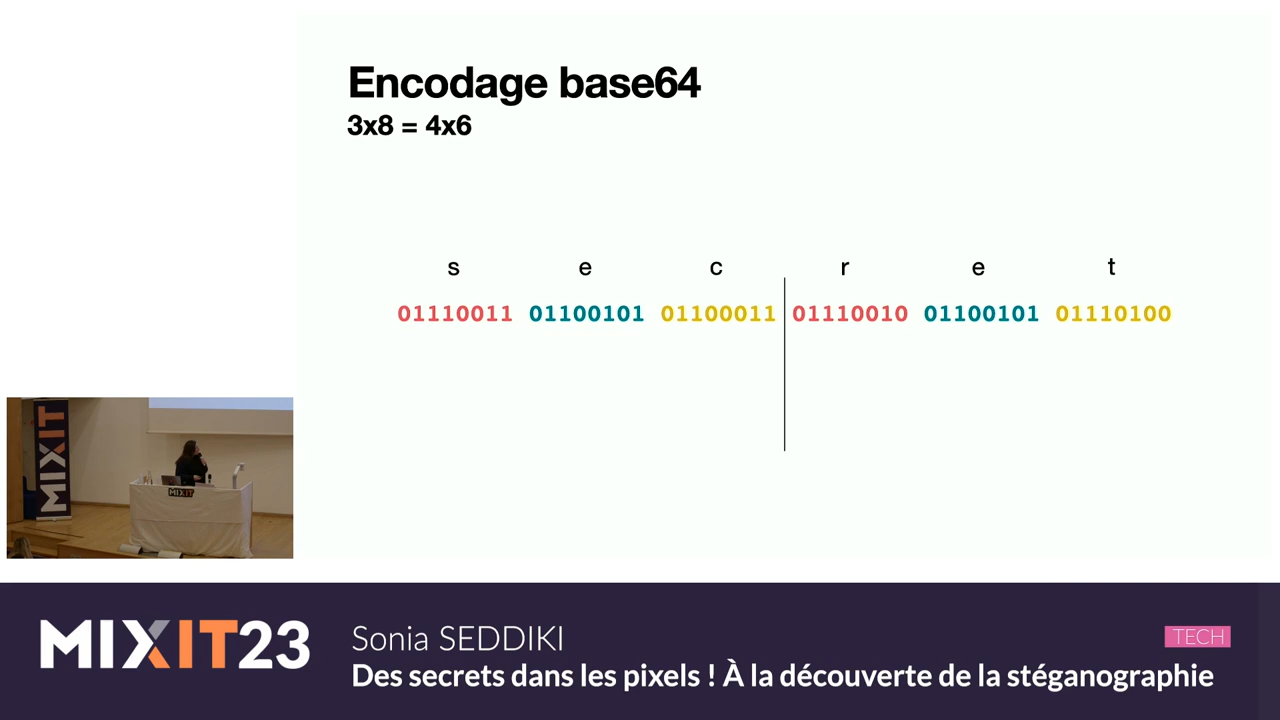 Encodage base64
3x8 = 4x6
s e c r e t
01110011 01100101 01100011 01110010 01100101 01110100
MIXIT
MIXIT
MIXIT23
Sonia SEDDIKI
TECH
Des secrets dans les pixels ! À la découverte de la stéganographie